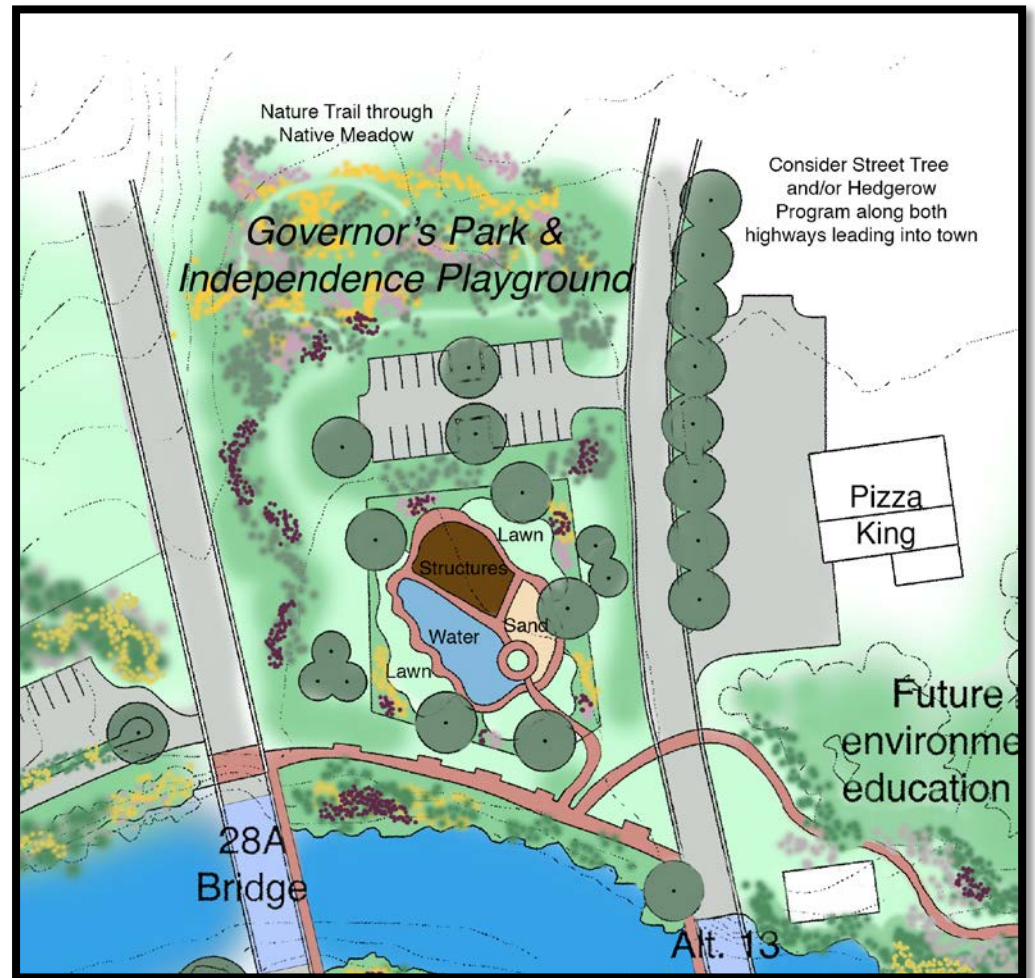 Nature Trail through
Native Meadow
Consider Street Tree
and/or Hedgerow
Program along both
highways leading into town
Governor's Park &
Independence Playground
Pizza
King
Lawn
Structures
Sand
Water
Lawn
Future
environme
education
28A
Bridge
Alt. 13